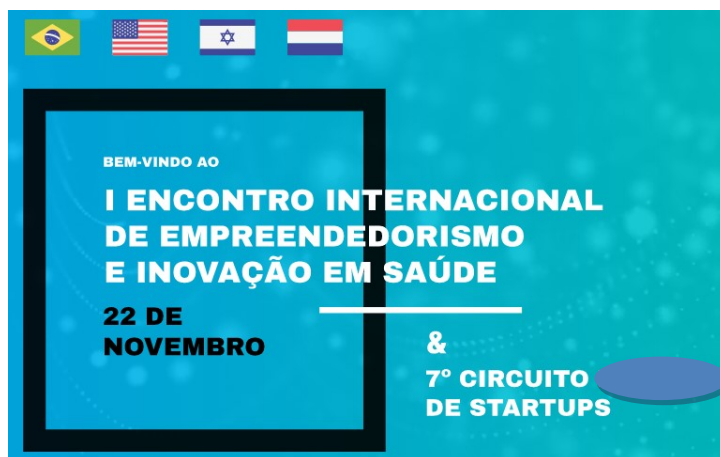 BEM-VINDO AO
I ENCONTRO INTERNACIONAL
DE EMPREENDEDORISMO
E INOVAÇÃO EM SAÚDE
22 DE
NOVEMBRO
&
7º CIRCUITO
DE STARTUPS